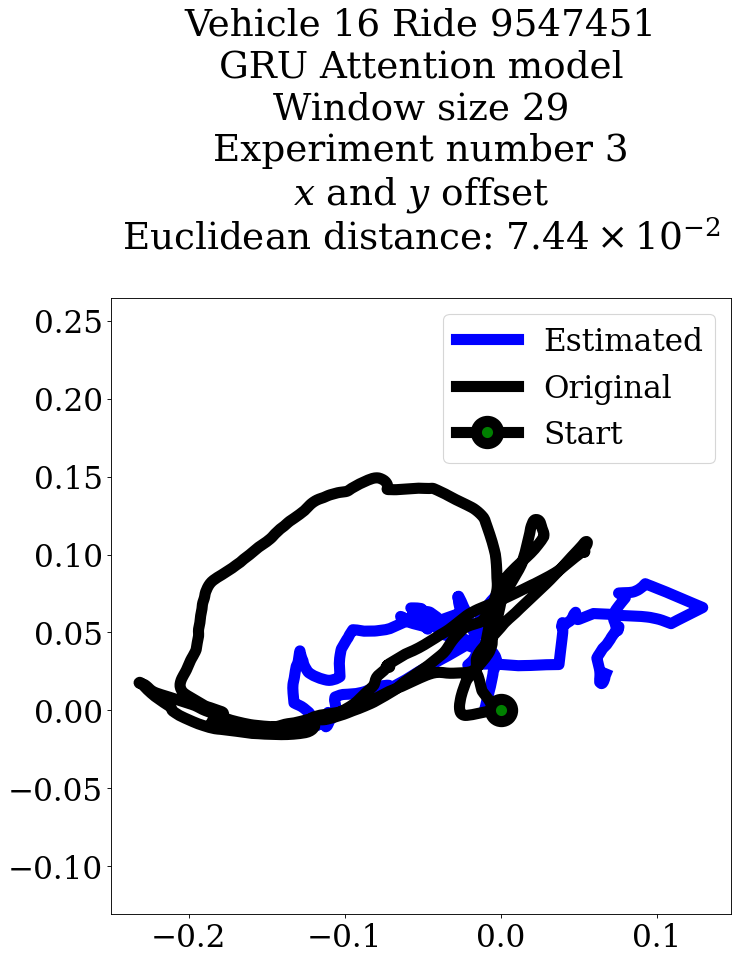 Vehicle 16 Ride 9547451
GRU Attention model
Window size 29
Experiment number 3
x and y offset
Euclidean distance: 7.44 × 10⁻²
Estimated
Original
Start
0.25
0.20
0.15
0.10
0.05
0.00
−0.05
−0.10
−0.2
−0.1
0.0
0.1